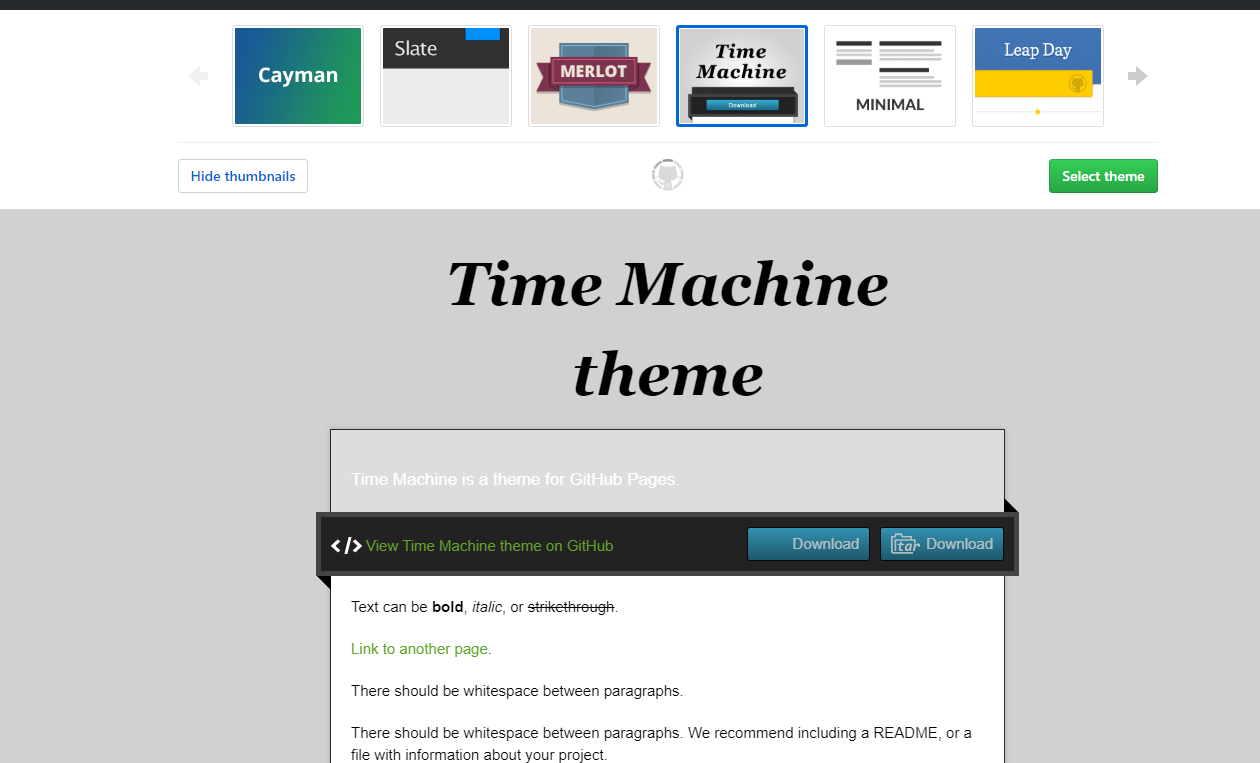 Cayman
Slate
MERLOT
Time
Machine
Download
MINIMAL
Leap Day
Hide thumbnails
Select theme
Time Machine
theme
Time Machine is a theme for GitHub Pages.
</> View Time Machine theme on GitHub
Download
tar Download
Text can be bold, italic, or strikethrough.
Link to another page.
There should be whitespace between paragraphs.
There should be whitespace between paragraphs. We recommend including a README, or a
file with information about your project.